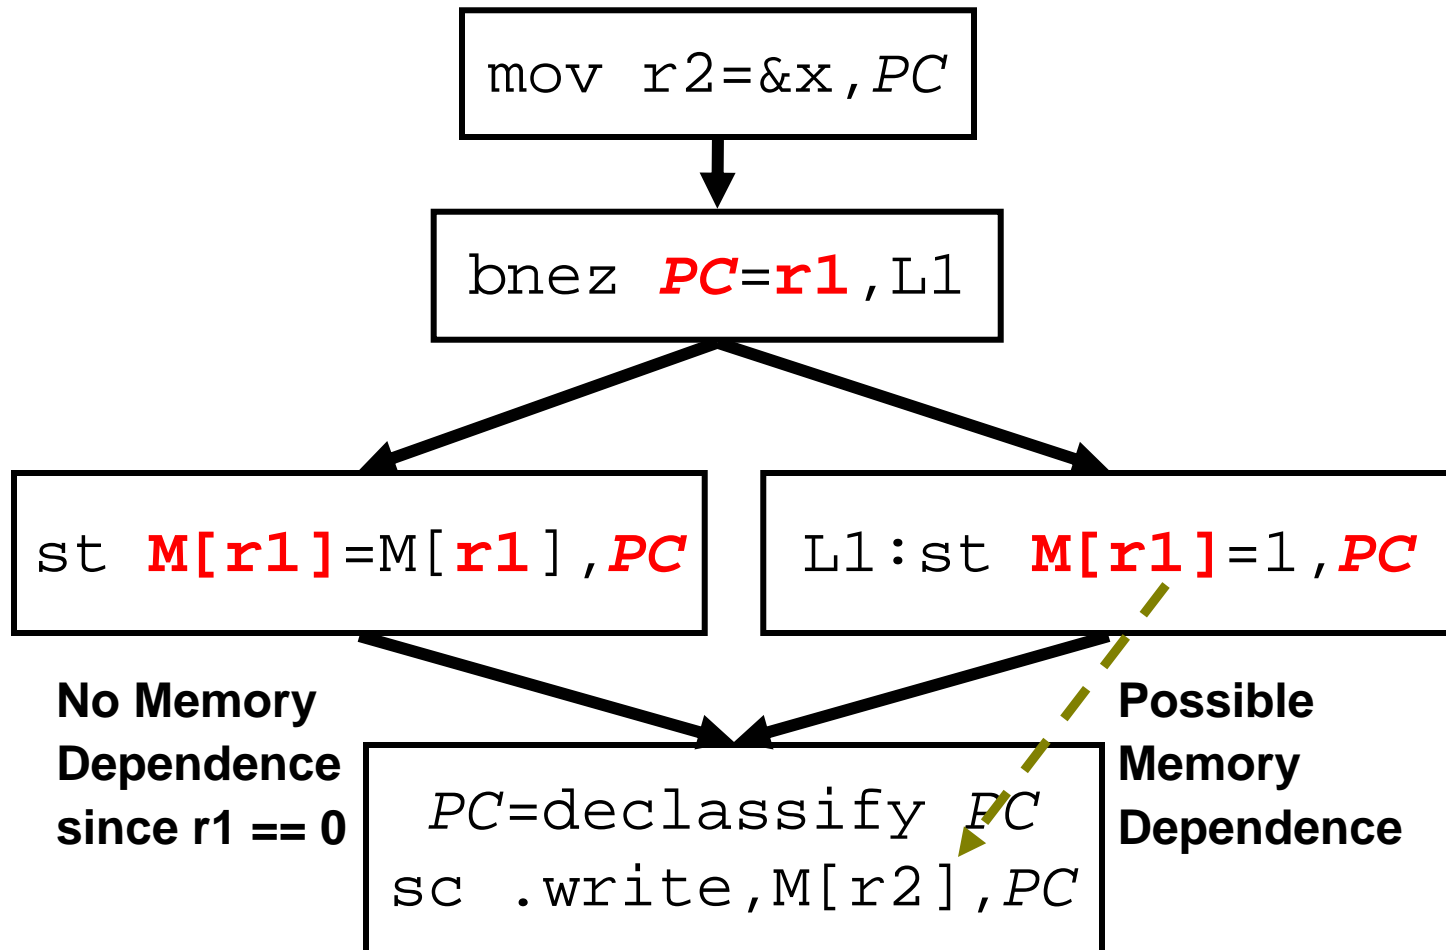 mov r2=&x,PC
bnez PC=r1,L1
st M[r1]=M[r1],PC
L1:st M[r1]=1,PC
No Memory
Dependence
since r1 == 0
Possible
Memory
Dependence
PC=declassify PC
sc .write,M[r2],PC